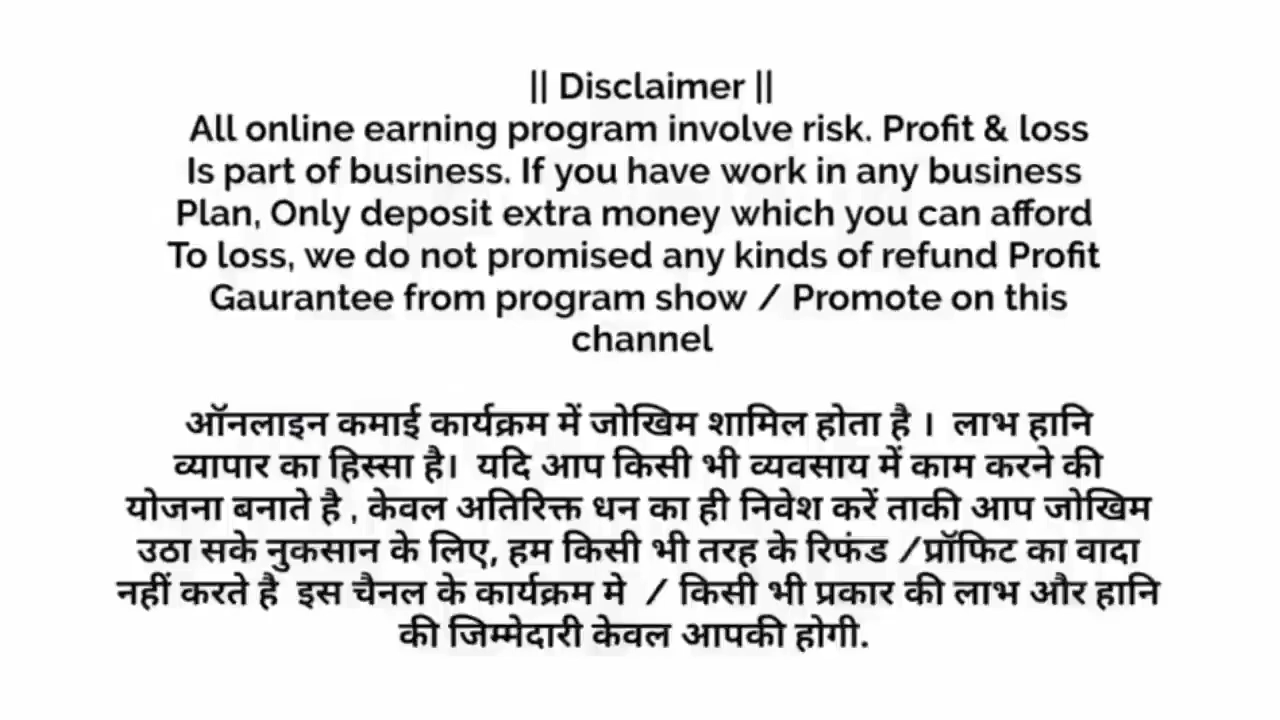 || Disclaimer ||
All online earning program involve risk. Profit & loss
Is part of business. If you have work in any business
Plan, Only deposit extra money which you can afford
To loss, we do not promised any kinds of refund Profit
Gaurantee from program show / Promote on this
channel
ऑनलाइन कमाई कार्यक्रम में जोखिम शामिल होता है । लाभ हानि
व्यापार का हिस्सा है। यदि आप किसी भी व्यवसाय में काम करने की
योजना बनाते है , केवल अतिरिक्त धन का ही निवेश करें ताकी आप जोखिम
उठा सके नुकसान के लिए, हम किसी भी तरह के रिफंड /प्रॉफिट का वादा
नहीं करते है इस चैनल के कार्यक्रम मे / किसी भी प्रकार की लाभ और हानि
की जिम्मेदारी केवल आपकी होगी.